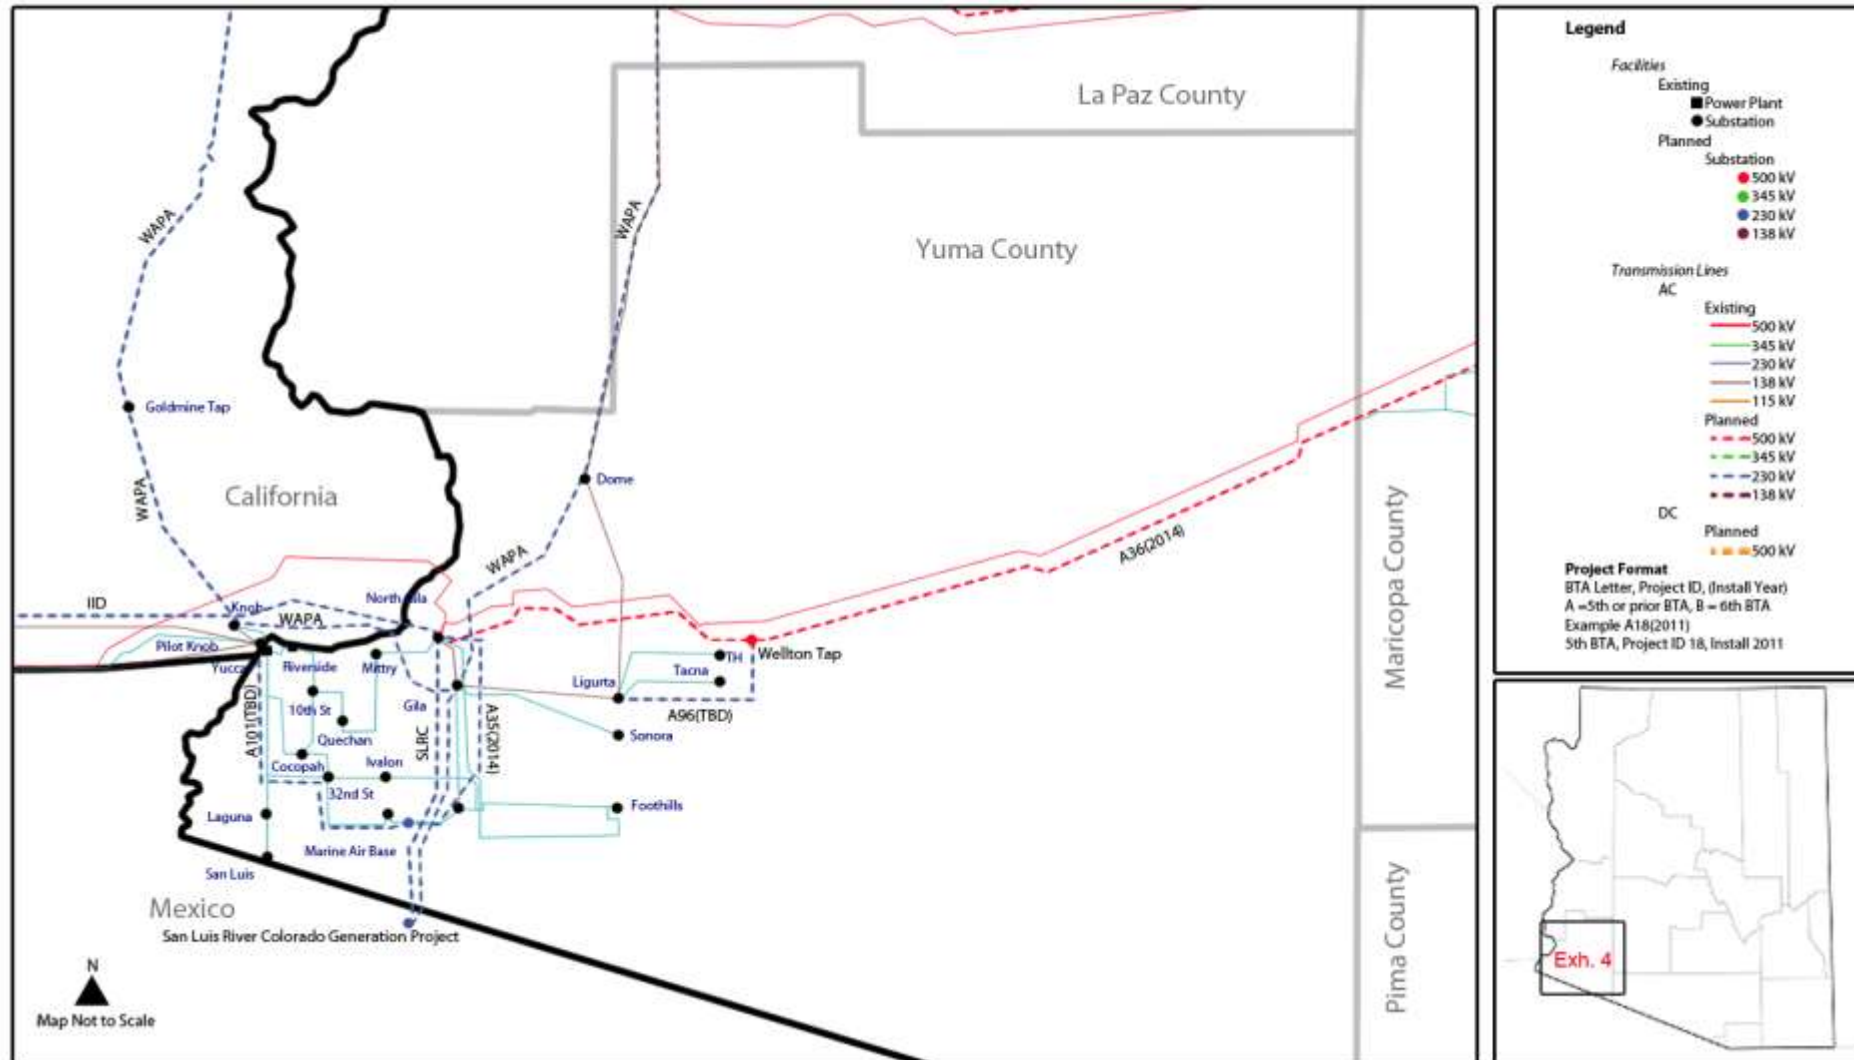 La Paz County
WAPA
WAPA
Yuma County
Goldmine Tap
Dome
WAPA
California
A36(2014)
Maricopa County
WAPA
IID
North Gila
Knob
WAPA
Pilot Knob
Yucca
Riverside
Mittry
TH
Wellton Tap
Tacna
Ligurta
10th St
Gila
A96(TBD)
A101(TBD)
SLRC
A35(2014)
Quechan
Sonora
Cocopah
Ivalon
32nd St
Foothills
Laguna
Marine Air Base
San Luis
Mexico
San Luis River Colorado Generation Project
Pima County
N
Map Not to Scale
Legend
Facilities
Existing
Power Plant
Substation
Planned
Substation
500 kV
345 kV
230 kV
138 kV
Transmission Lines
AC
Existing
500 kV
345 kV
230 kV
138 kV
115 kV
Planned
500 kV
345 kV
230 kV
138 kV
DC
Planned
500 kV
Project Format
BTA Letter, Project ID, (Install Year)
A =5th or prior BTA, B = 6th BTA
Example A18(2011)
5th BTA, Project ID 18, Install 2011
Exh. 4